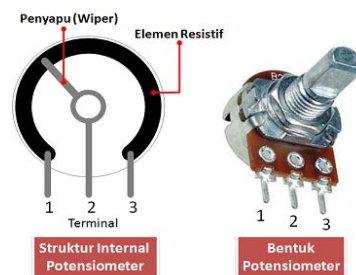 Penyapu (Wiper)
Elemen Resistif
1 2 3
Terminal
Struktur Internal
Potensiometer
1 2 3
Bentuk
Potensiometer